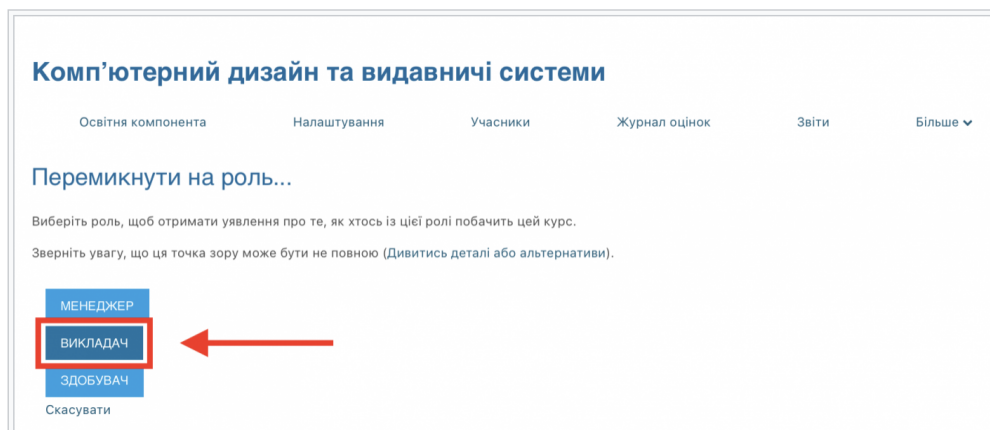 Комп’ютерний дизайн та видавничі системи
Освітня компонента Налаштування Учасники Журнал оцінок Звіти Більше
Перемикнути на роль...
Виберіть роль, щоб отримати уявлення про те, як хтось із цієї ролі побачить цей курс.
Зверніть увагу, що ця точка зору може бути не повною (Дивитись деталі або альтернативи).
МЕНЕДЖЕР
ВИКЛАДАЧ
ЗДОБУВАЧ
Скасувати